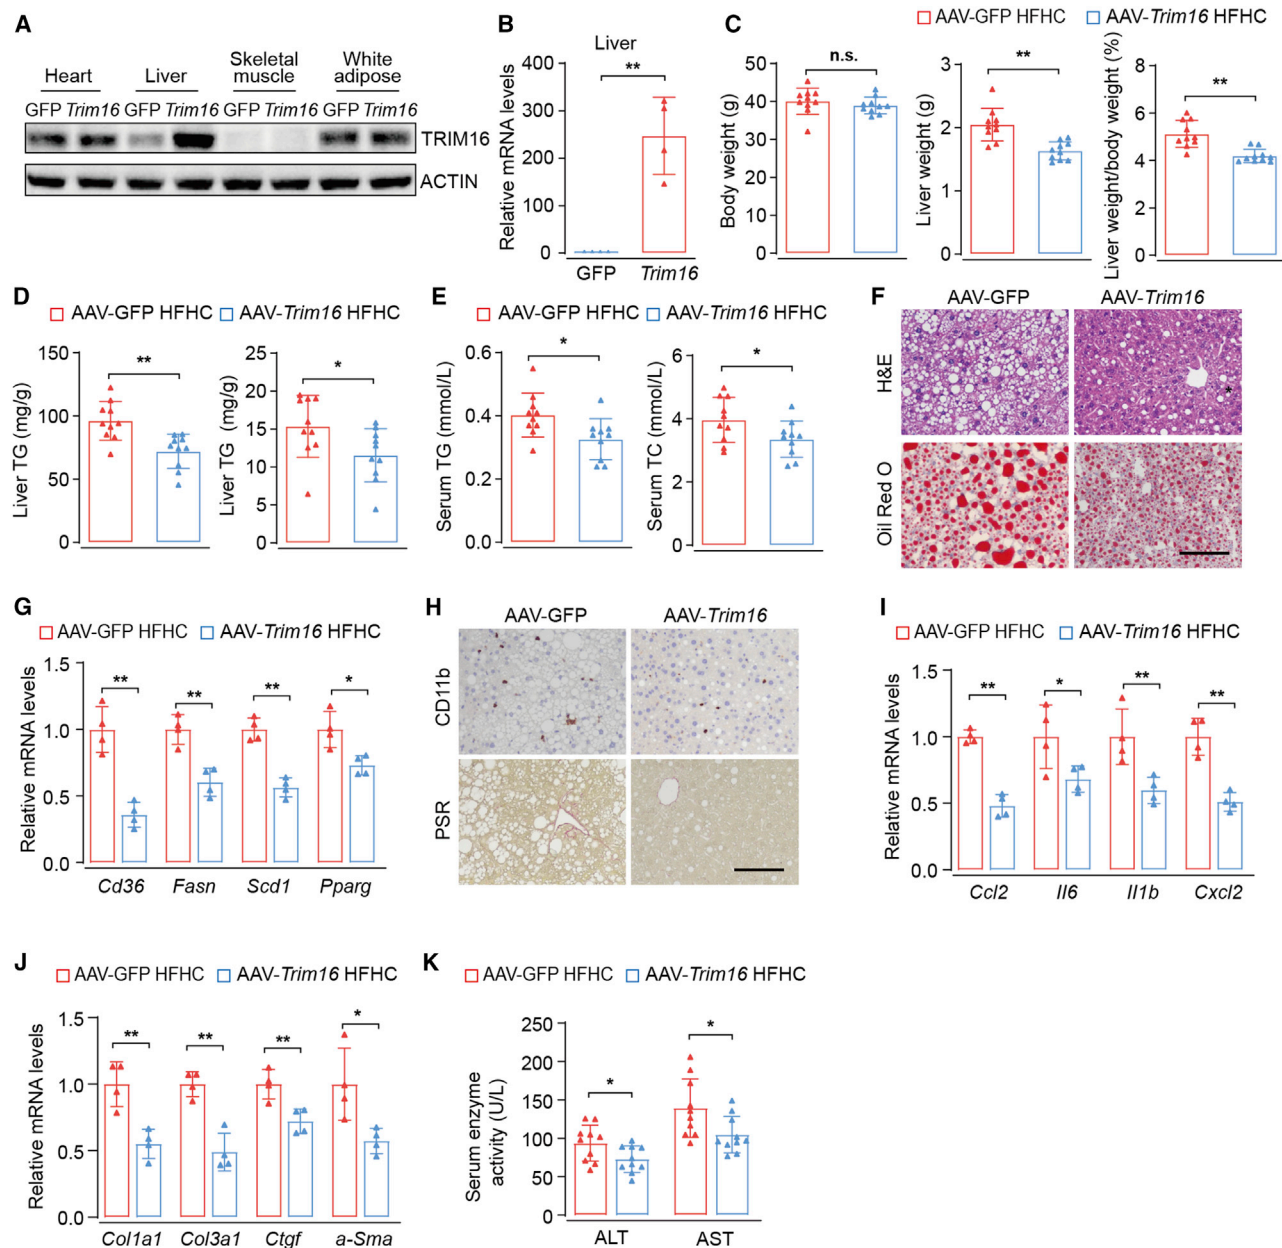 A
Heart Liver Skeletal muscle White adipose
GFP Trim16 GFP Trim16 GFP Trim16 GFP Trim16
TRIM16
ACTIN
B
Liver
Relative mRNA levels
400
300
200
100
0
**
GFP Trim16
C
AAV-GFP HFHC AAV-Trim16 HFHC
Body weight (g)
50
40
30
20
10
0
n.s.
Liver weight (g)
3
2
1
0
**
Liver weight/body weight (%)
8
6
4
2
0
**
D
AAV-GFP HFHC AAV-Trim16 HFHC
Liver TG (mg/g)
150
100
50
0
**
Liver TG (mg/g)
25
20
15
10
5
0
*
E
AAV-GFP HFHC AAV-Trim16 HFHC
Serum TG (mmol/L)
0.6
0.4
0.2
0.0
*
Serum TC (mmol/L)
6
4
2
0
*
F
AAV-GFP AAV-Trim16
H&E
*
Oil Red O
G
AAV-GFP HFHC AAV-Trim16 HFHC
Relative mRNA levels
1.5
1.0
0.5
0.0
** ** ** *
Cd36 Fasn Scd1 Pparg
H
AAV-GFP AAV-Trim16
CD11b
PSR
I
AAV-GFP HFHC AAV-Trim16 HFHC
Relative mRNA levels
1.5
1.0
0.5
0.0
** * ** **
Ccl2 Il6 Il1b Cxcl2
J
AAV-GFP HFHC AAV-Trim16 HFHC
Relative mRNA levels
1.5
1.0
0.5
0.0
** ** ** *
Col1a1 Col3a1 Ctgf a-Sma
K
AAV-GFP HFHC AAV-Trim16 HFHC
Serum enzyme
activity (U/L)
250
200
150
100
50
0
* *
ALT AST